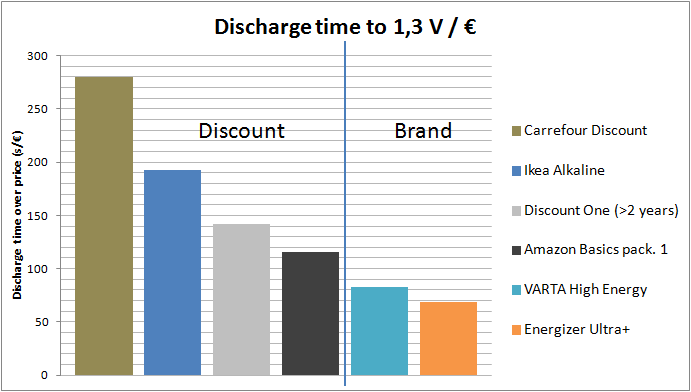 Discharge time to 1,3 V / €
Discharge time over price (s/€)
300
250
200
150
100
50
0
Discount
Brand
Carrefour Discount
Ikea Alkaline
Discount One (>2 years)
Amazon Basics pack. 1
VARTA High Energy
Energizer Ultra+